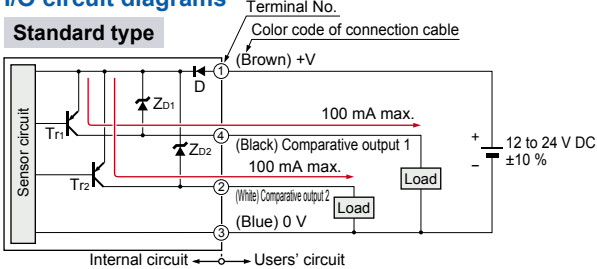 I/O circuit diagrams
Terminal No.
Standard type
Color code of connection cable
1
(Brown) +V
D
ZD1
Sensor circuit
Tr1
100 mA max.
4
(Black) Comparative output 1
ZD2
100 mA max.
Tr2
2
(White) Comparative output 2
Load
Load
+
12 to 24 V DC
−
±10 %
3
(Blue) 0 V
Internal circuit
Users' circuit